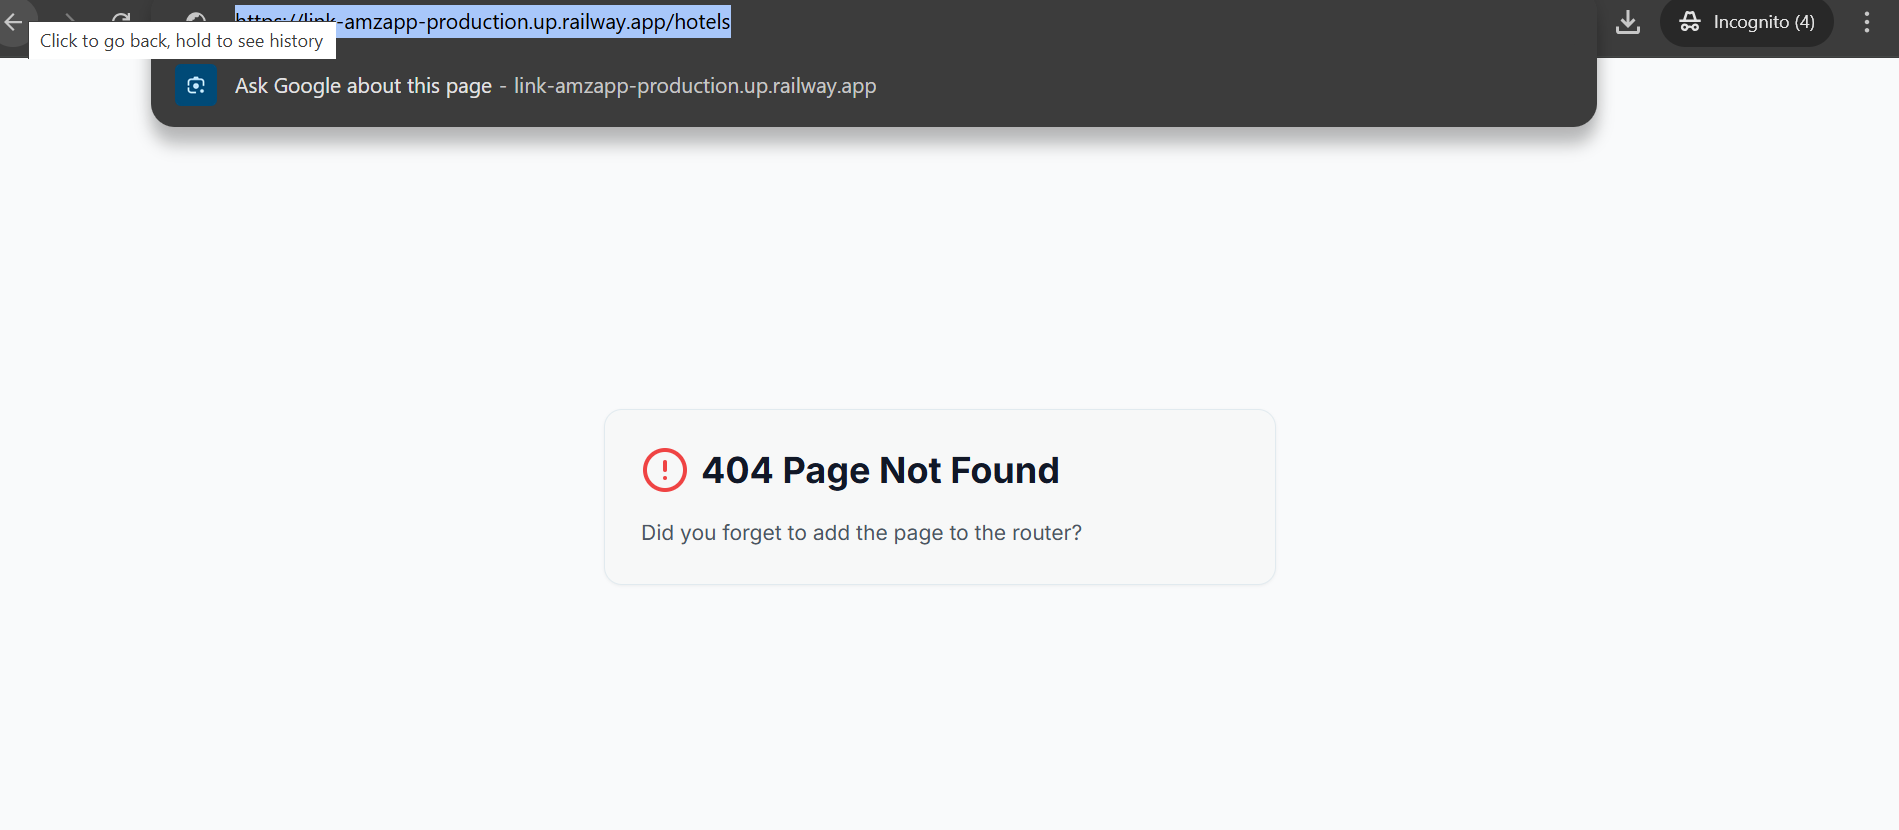 https://link-amzapp-production.up.railway.app/hotels
Incognito (4)
Click to go back, hold to see history
Ask Google about this page - link-amzapp-production.up.railway.app
404 Page Not Found
Did you forget to add the page to the router?